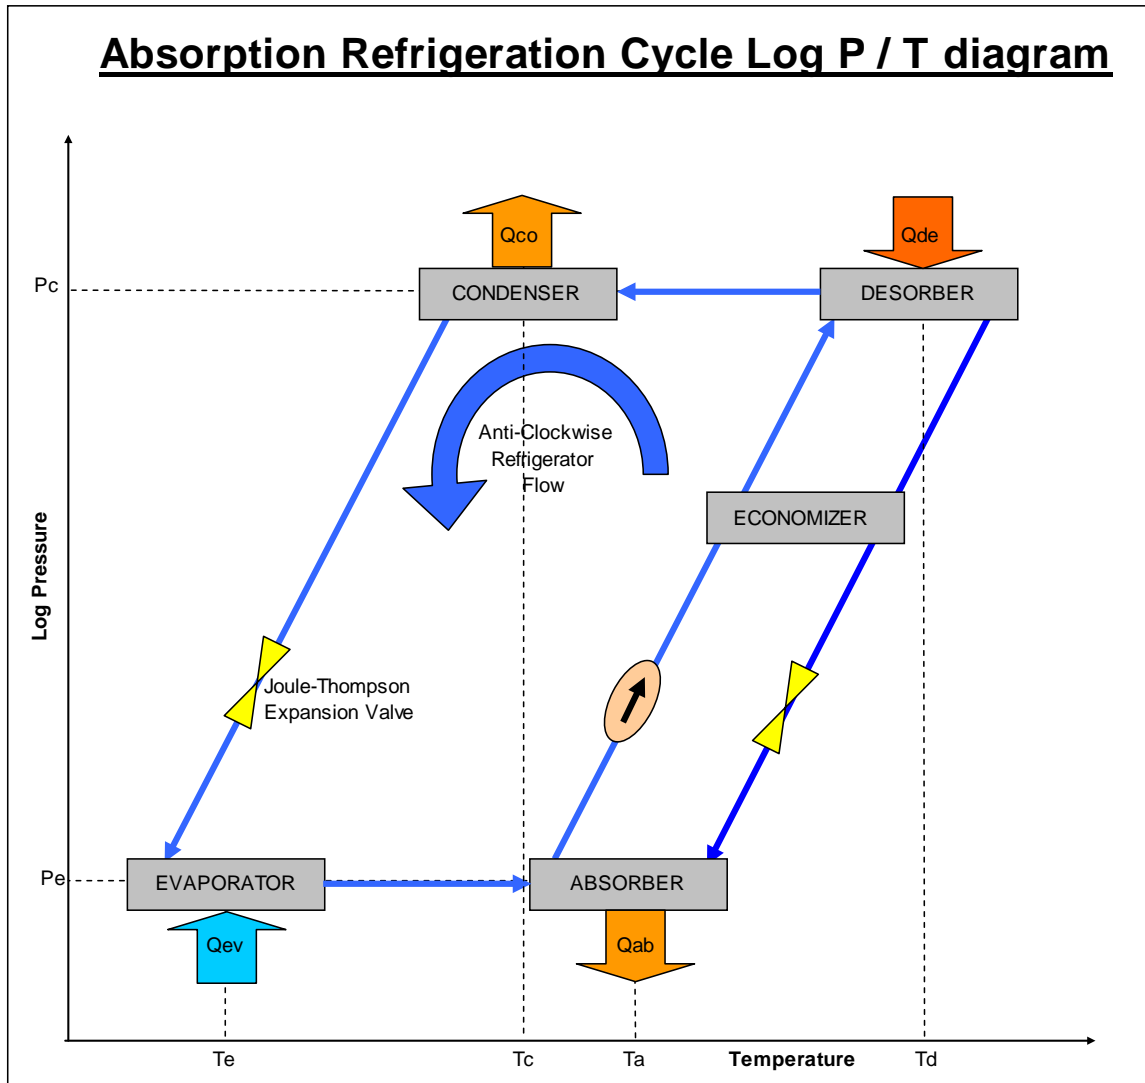 Absorption Refrigeration Cycle Log P / T diagram
Qco
Qde
Pc
CONDENSER
DESORBER
Anti-Clockwise
Refrigerator
Flow
ECONOMIZER
Log Pressure
Joule-Thompson
Expansion Valve
Pe
EVAPORATOR
ABSORBER
Qev
Qab
Te
Tc
Ta
Temperature
Td